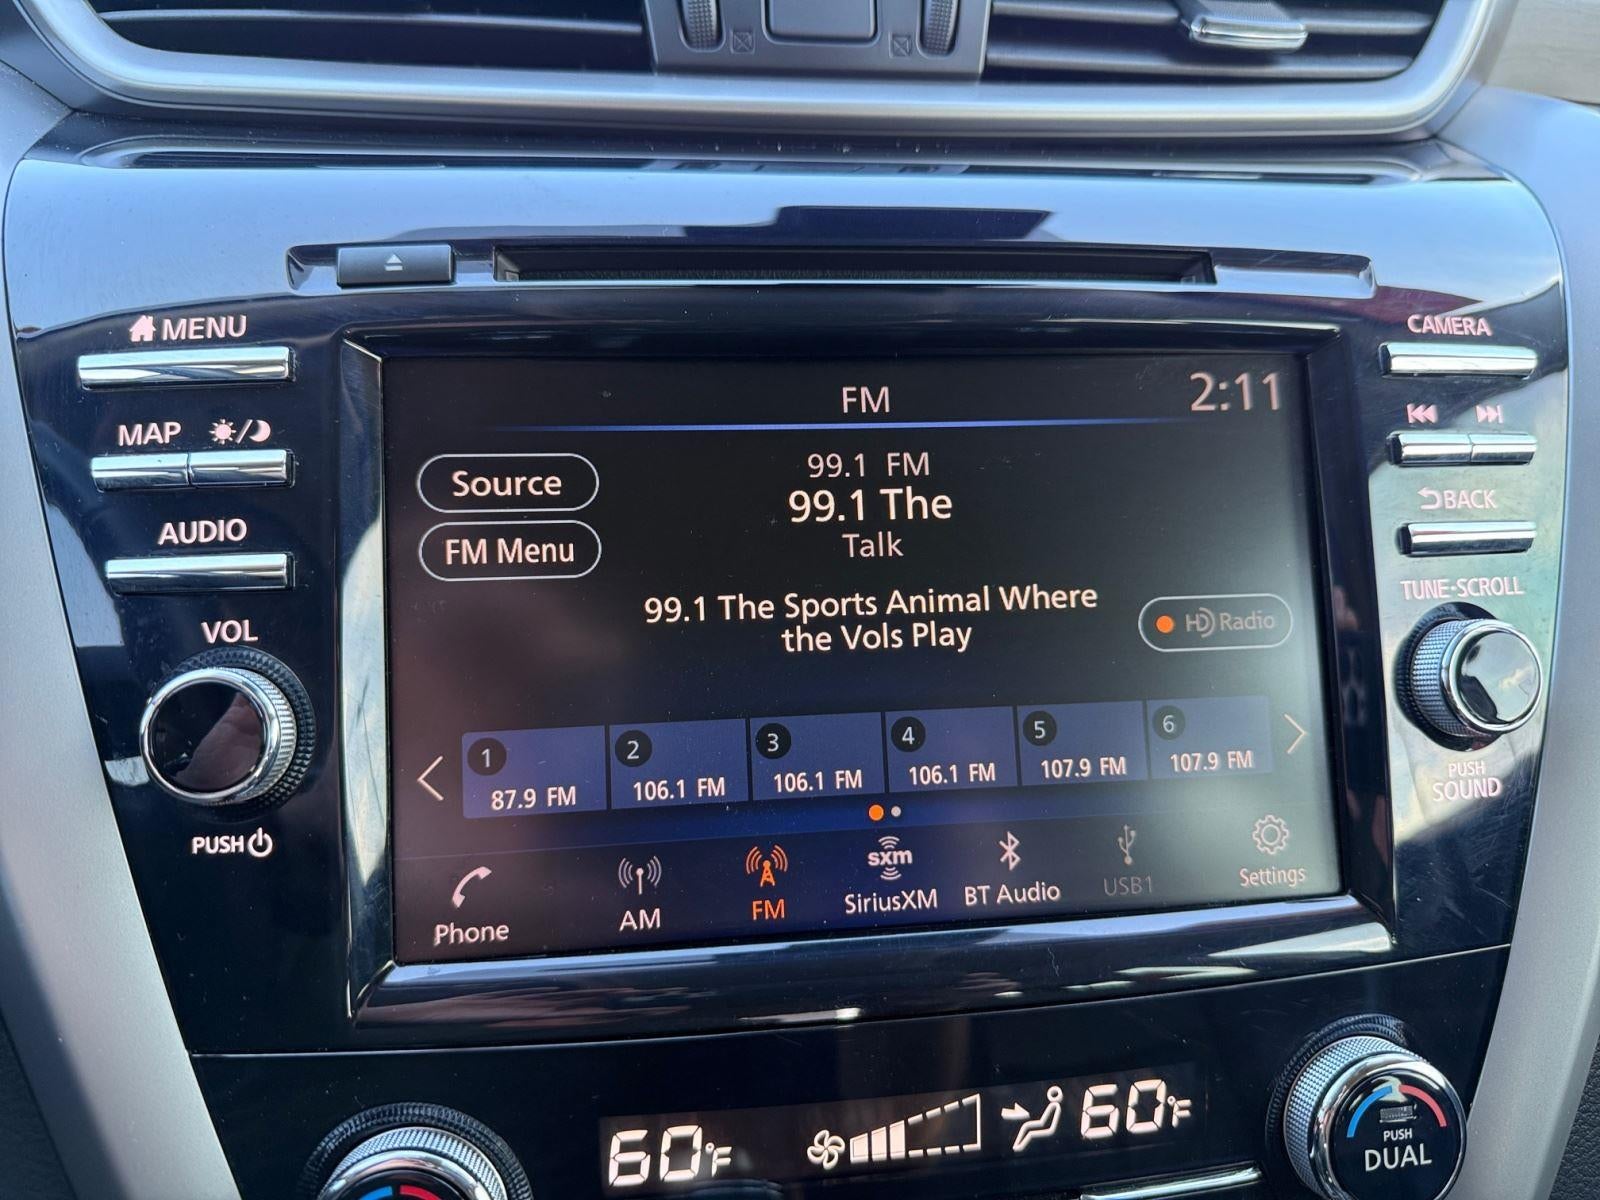 MENU
CAMERA
MAP
AUDIO
BACK
VOL
TUNE·SCROLL
PUSH
PUSH
SOUND
FM
2:11
Source
FM Menu
99.1 FM
99.1 The
Talk
99.1 The Sports Animal Where
the Vols Play
HD Radio
1
87.9 FM
2
106.1 FM
3
106.1 FM
4
106.1 FM
5
107.9 FM
6
107.9 FM
Phone
AM
FM
sxm
SiriusXM
BT Audio
USB1
Settings
60°F
60°F
PUSH
DUAL